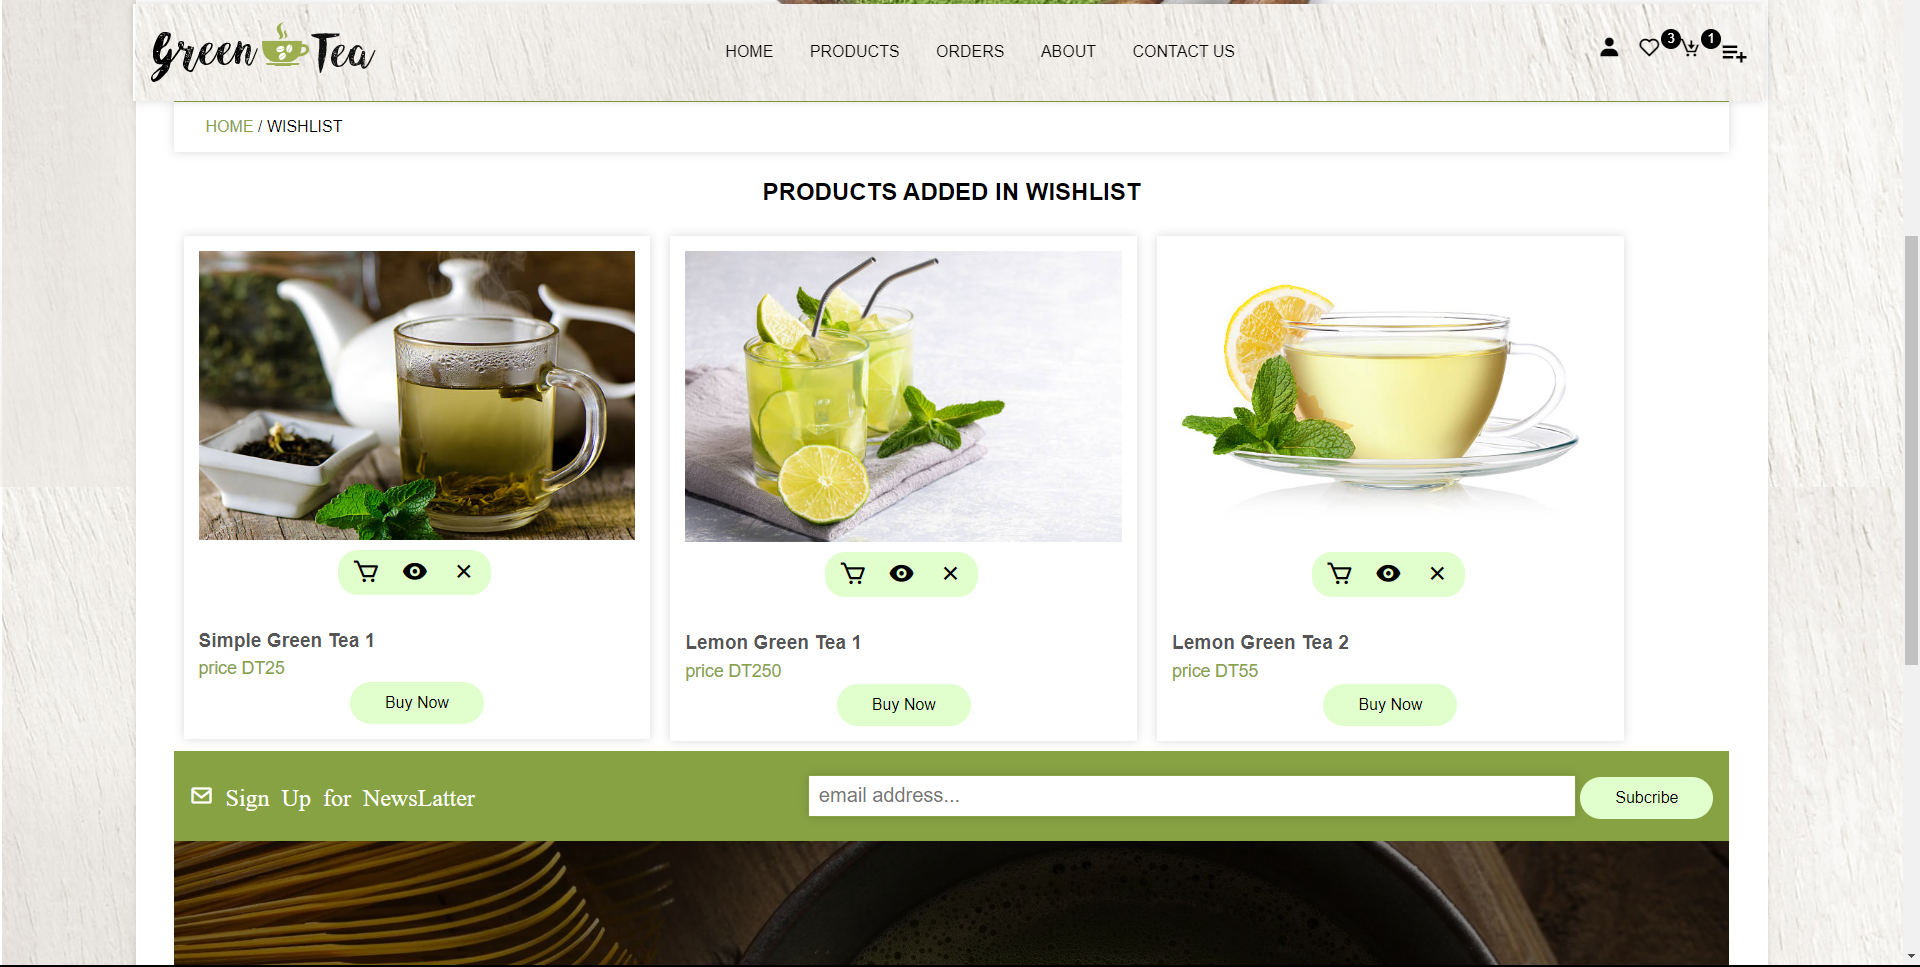 Green Tea
HOME PRODUCTS ORDERS ABOUT CONTACT US
3 1
HOME / WISHLIST
PRODUCTS ADDED IN WISHLIST
Simple Green Tea 1
price DT25
Buy Now
Lemon Green Tea 1
price DT250
Buy Now
Lemon Green Tea 2
price DT55
Buy Now
Sign Up for NewsLatter
email address...
Subcribe